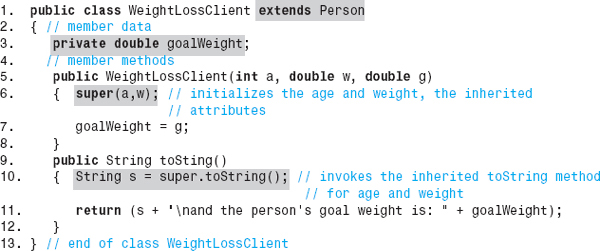 1. public class WeightLossClient extends Person
2. { // member data
3. private double goalWeight;
4. // member methods
5. public WeightLossClient(int a, double w, double g)
6. { super(a,w); // initializes the age and weight, the inherited
// attributes
7. goalWeight = g;
8. }
9. public String toSting()
10. { String s = super.toString(); // invokes the inherited toString method
// for age and weight
11. return (s + '\nand the person's goal weight is: " + goalWeight);
12. }
13. } // end of class WeightLossClient